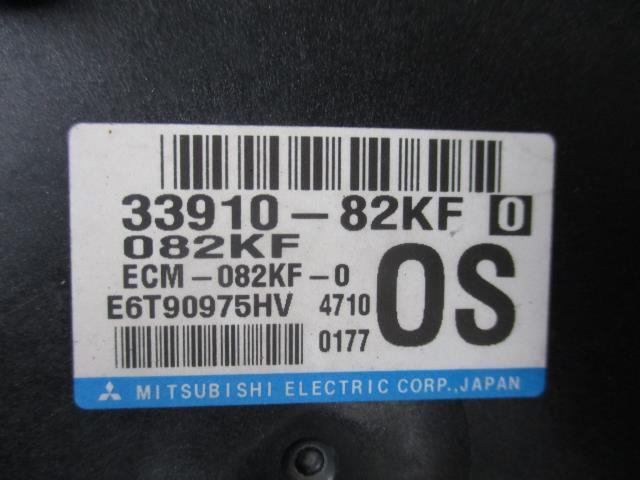 33910-82KF 0
082KF
ECM-082KF-0
E6T90975HV 4710
0177
OS
MITSUBISHI ELECTRIC CORP.,JAPAN